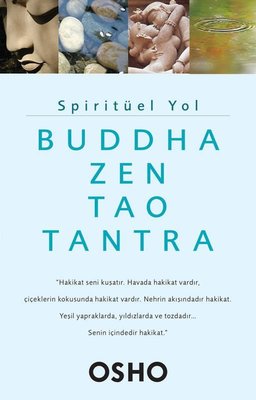 Spiritüel Yol
BUDDHA
ZEN
TAO
TANTRA
"Hakikat seni kuşatır. Havada hakikat vardır,
çiçeklerin kokusunda hakikat vardır. Nehrin akısındadır hakikat.
Yeşil yapraklarda, yıldızlarda ve tozdadır...
Senin içindedir hakikat."
OSHO